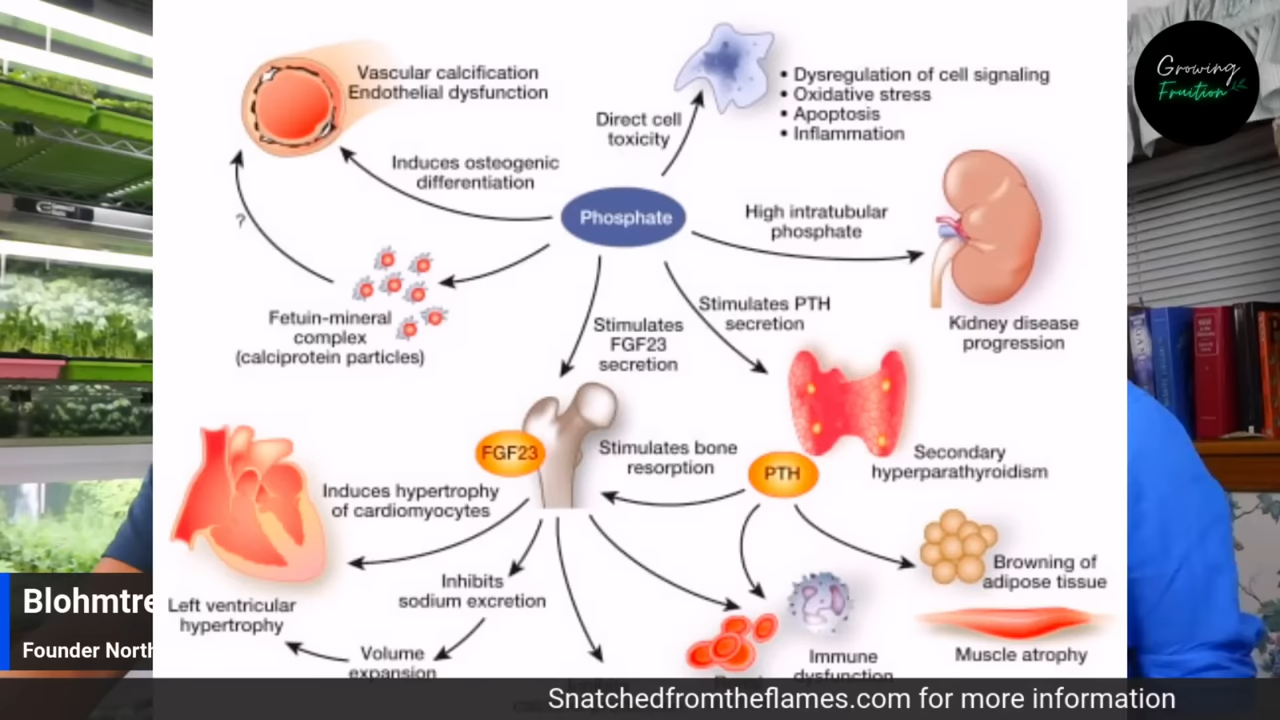 Growing
Fruition
Vascular calcification
Endothelial dysfunction
Direct cell
toxicity
• Dysregulation of cell signaling
• Oxidative stress
• Apoptosis
• Inflammation
Induces osteogenic
differentiation
Phosphate
High intratubular
phosphate
?
Fetuin-mineral
complex
(calciprotein particles)
Stimulates
FGF23
secretion
Stimulates PTH
secretion
Kidney disease
progression
FGF23
Stimulates bone
resorption
PTH
Secondary
hyperparathyroidism
Induces hypertrophy
of cardiomyocytes
Inhibits
sodium excretion
Browning of
adipose tissue
Left ventricular
hypertrophy
Volume
expansion
Immune
dysfunction
Muscle atrophy
Blohmtre
Founder North
Snatchedfromtheflames.com for more information